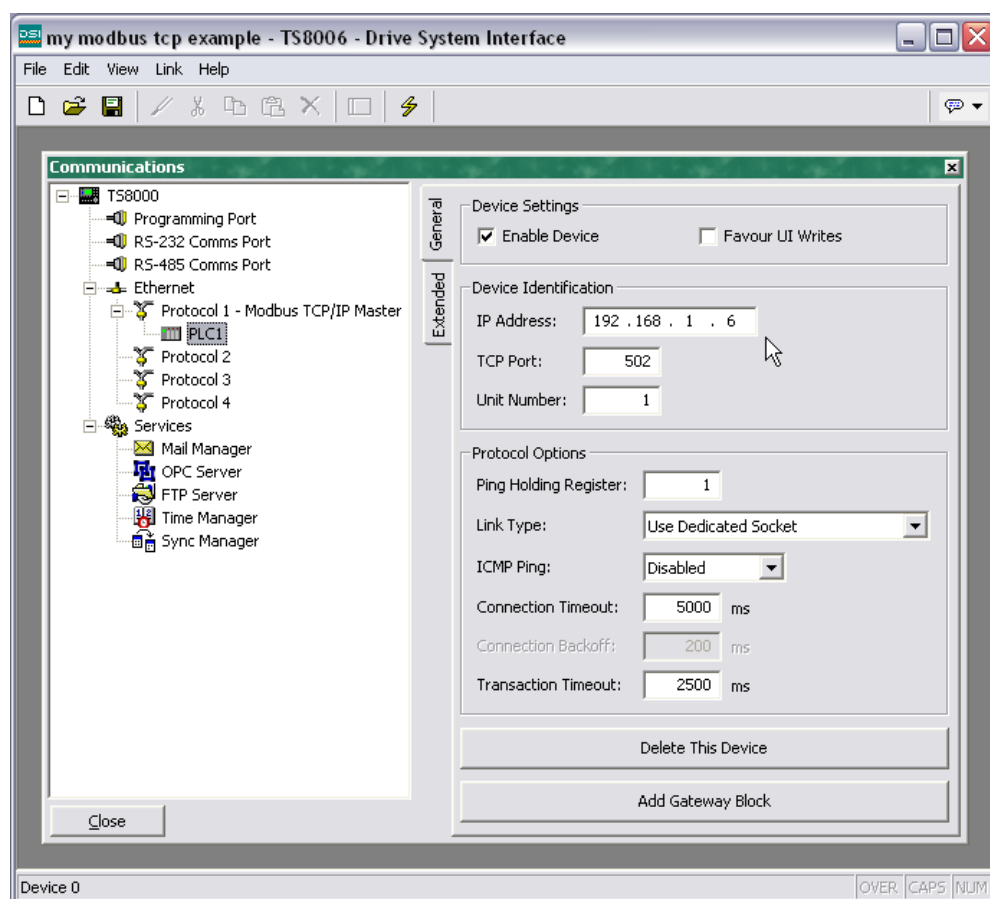 DSI my modbus tcp example - TS8006 - Drive System Interface
File Edit View Link Help
Communications
TS8000
Programming Port
RS-232 Comms Port
RS-485 Comms Port
Ethernet
Protocol 1 - Modbus TCP/IP Master
PLC1
Protocol 2
Protocol 3
Protocol 4
Services
Mail Manager
OPC Server
FTP Server
Time Manager
Sync Manager
Close
General
Extended
Device Settings
Enable Device Favour UI Writes
Device Identification
IP Address: 192 . 168 . 1 . 6
TCP Port: 502
Unit Number: 1
Protocol Options
Ping Holding Register: 1
Link Type: Use Dedicated Socket
ICMP Ping: Disabled
Connection Timeout: 5000 ms
Connection Backoff: 200 ms
Transaction Timeout: 2500 ms
Delete This Device
Add Gateway Block
Device 0 OVER CAPS NUM